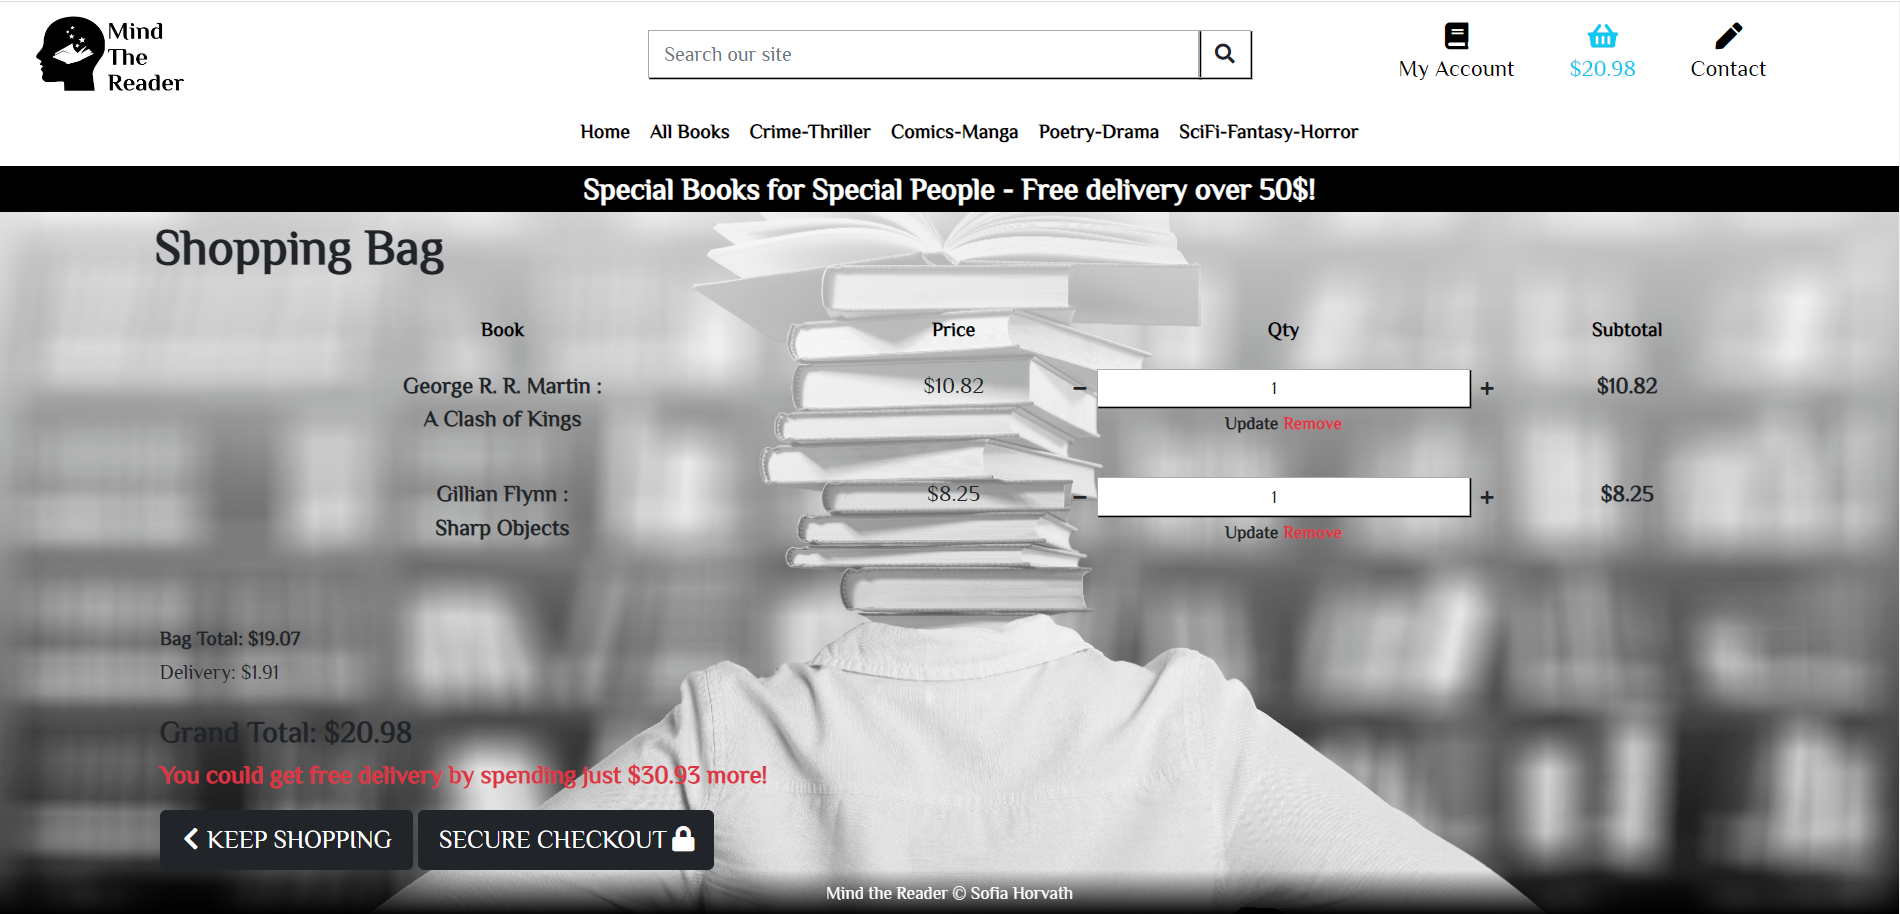 Mind
The
Reader
Search our site
My Account
$20.98
Contact
Home All Books Crime-Thriller Comics-Manga Poetry-Drama SciFi-Fantasy-Horror
Special Books for Special People - Free delivery over 50$!
Shopping Bag
Book Price Qty Subtotal
George R. R. Martin : $10.82 − 1 + $10.82
A Clash of Kings
Update Remove
Gillian Flynn : $8.25 − 1 + $8.25
Sharp Objects
Update Remove
Bag Total: $19.07
Delivery: $1.91
Grand Total: $20.98
You could get free delivery by spending just $30.93 more!
KEEP SHOPPING SECURE CHECKOUT
Mind the Reader © Sofia Horvath